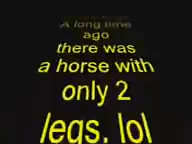 A long time
ago
there was
a horse with
only 2
legs. lol